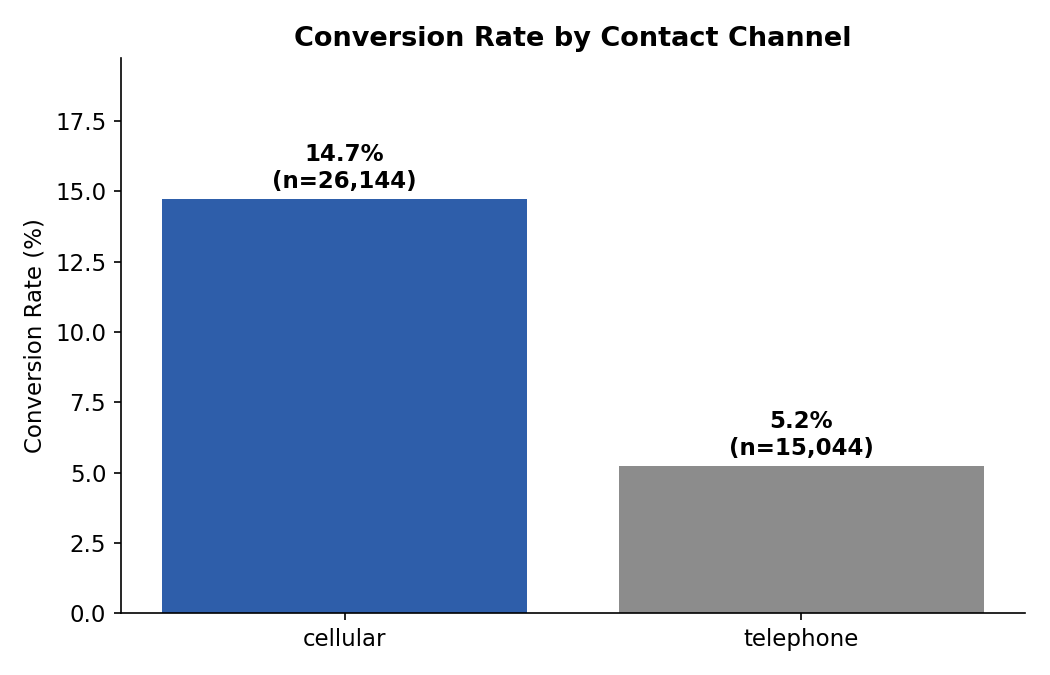 Conversion Rate by Contact Channel
Conversion Rate (%)
17.5
15.0
12.5
10.0
7.5
5.0
2.5
0.0
14.7%
(n=26,144)
5.2%
(n=15,044)
cellular
telephone